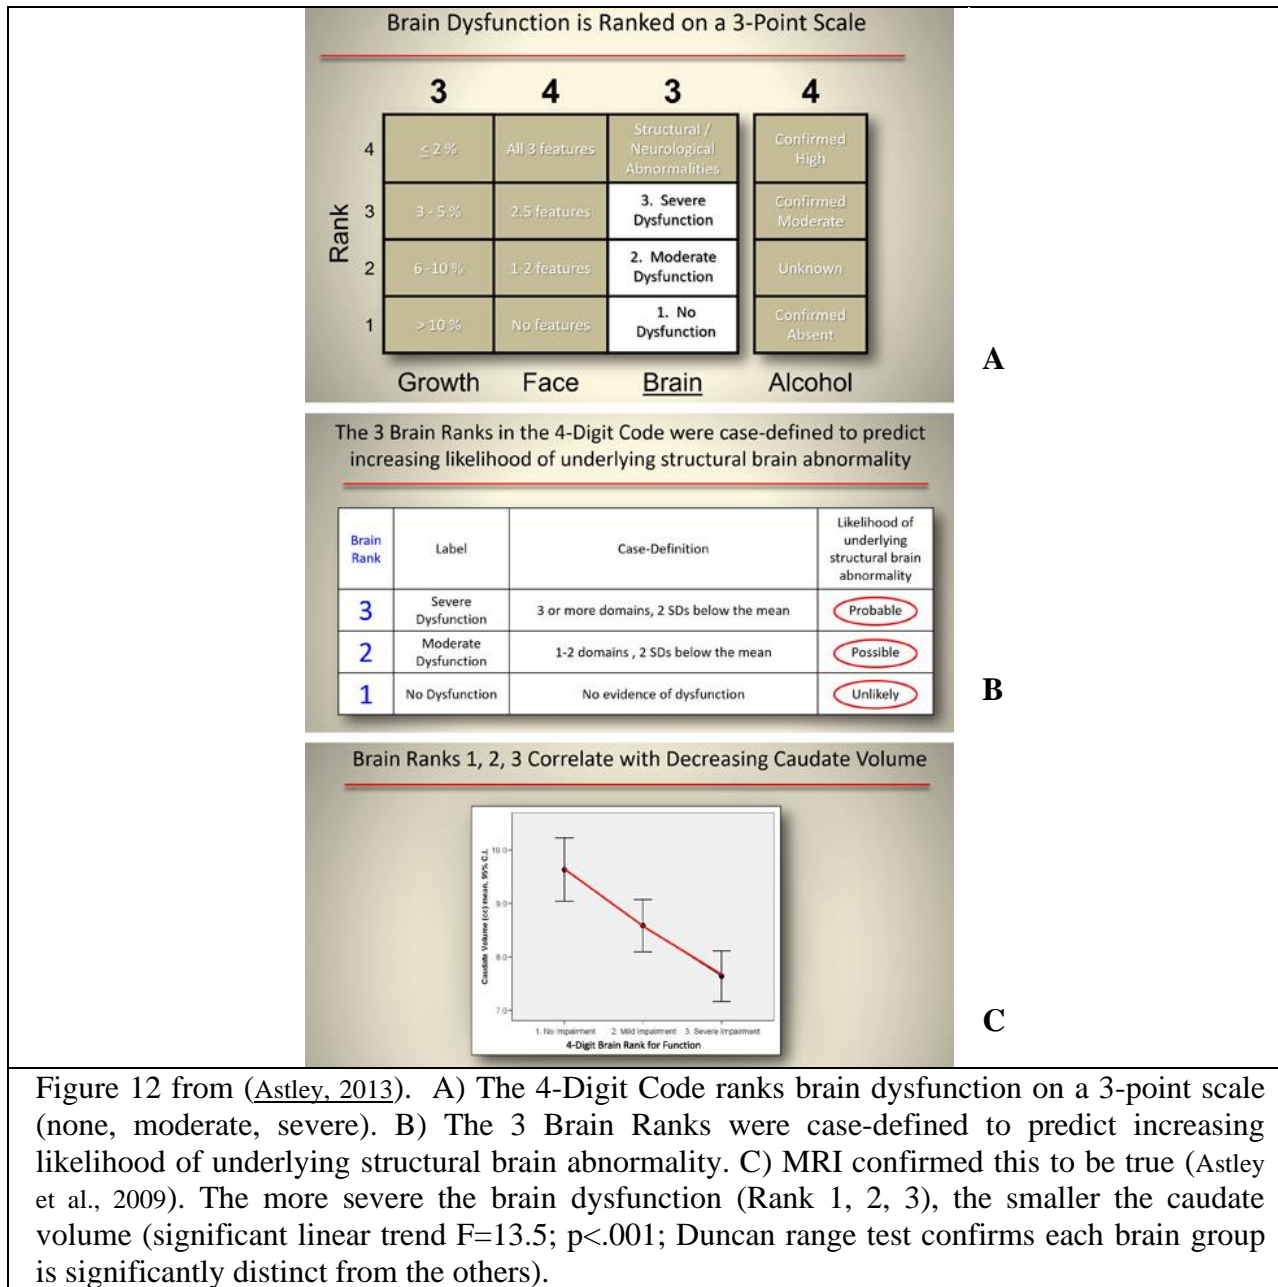 Brain Dysfunction is Ranked on a 3-Point Scale
3 4 3 4
4 ≤ 2 % All 3 features Structural / Neurological Abnormalities Confirmed High
Rank
3 3 - 5 % 2.5 features 3. Severe Dysfunction Confirmed Moderate
2 6 -10 % 1-2 features 2. Moderate Dysfunction Unknown
1 > 10 % No features 1. No Dysfunction Confirmed Absent
Growth Face Brain Alcohol
A
The 3 Brain Ranks in the 4-Digit Code were case-defined to predict
increasing likelihood of underlying structural brain abnormality
Brain Rank Label Case-Definition Likelihood of underlying structural brain abnormality
3 Severe Dysfunction 3 or more domains, 2 SDs below the mean Probable
2 Moderate Dysfunction 1-2 domains , 2 SDs below the mean Possible
1 No Dysfunction No evidence of dysfunction Unlikely
B
Brain Ranks 1, 2, 3 Correlate with Decreasing Caudate Volume
Caudate Volume (cc) mean, 95% C.I.
10.0
9.0
8.0
7.0
1. No Impairment 2. Mild Impairment 3. Severe Impairment
4-Digit Brain Rank for Function
C
Figure 12 from (Astley, 2013). A) The 4-Digit Code ranks brain dysfunction on a 3-point scale
(none, moderate, severe). B) The 3 Brain Ranks were case-defined to predict increasing
likelihood of underlying structural brain abnormality. C) MRI confirmed this to be true (Astley
et al., 2009). The more severe the brain dysfunction (Rank 1, 2, 3), the smaller the caudate
volume (significant linear trend F=13.5; p<.001; Duncan range test confirms each brain group
is significantly distinct from the others).